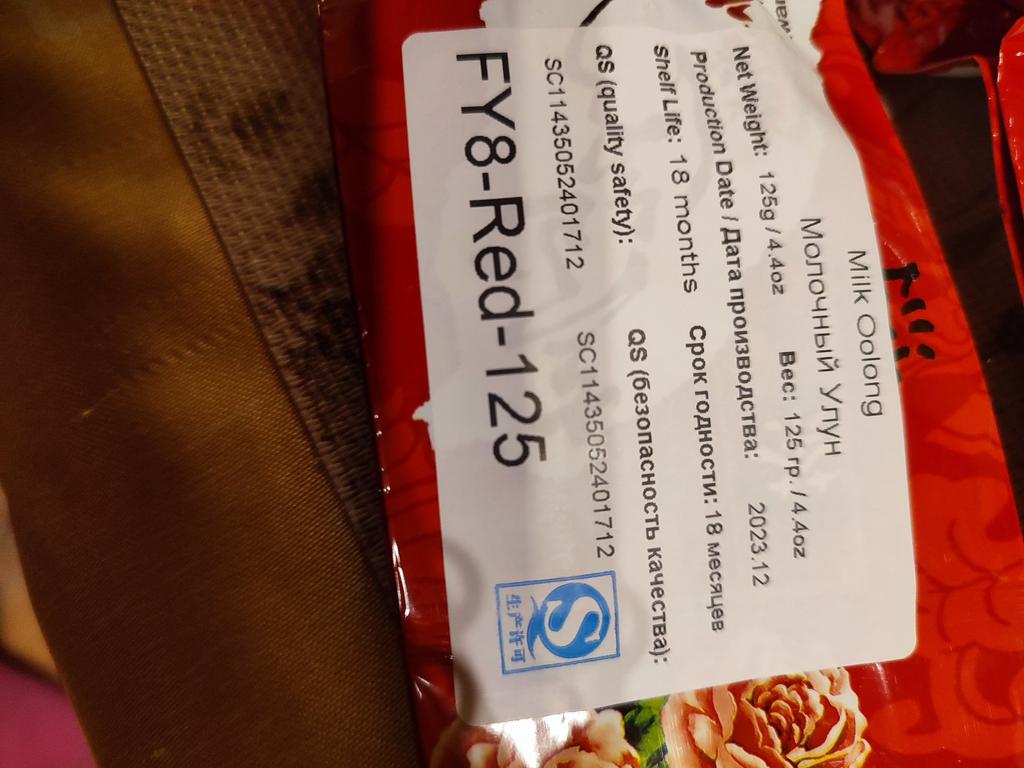 Milk Oolong
Молочный Улун
Net Weight: 125g / 4.4oz Вес: 125 гр. / 4.4oz
Production Date / Дата производства: 2023.12
Shelf Life: 18 months Срок годности: 18 месяцев
QS (quality safety): QS (безопасность качества):
SC11435052401712 SC11435052401712
FY8-Red-125
生产许可